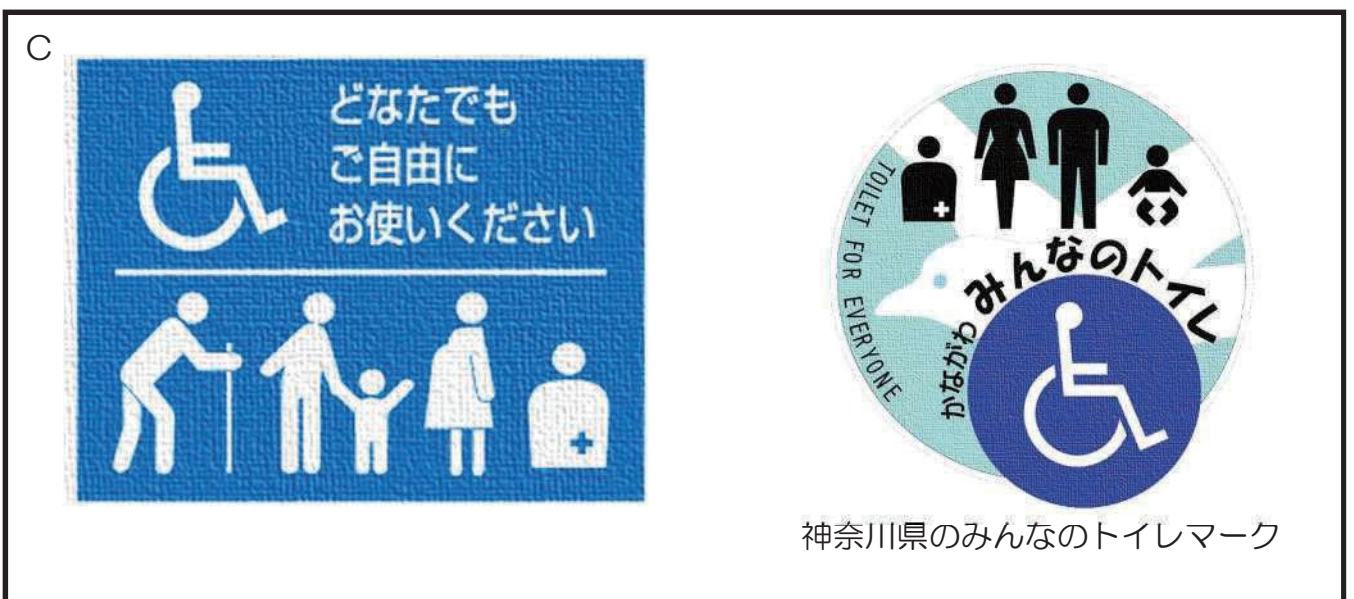 C
どなたでも
ご自由に
お使いください
TOILET FOR EVERYONE
かながわ みんなのトイレ
神奈川県のみんなのトイレマーク